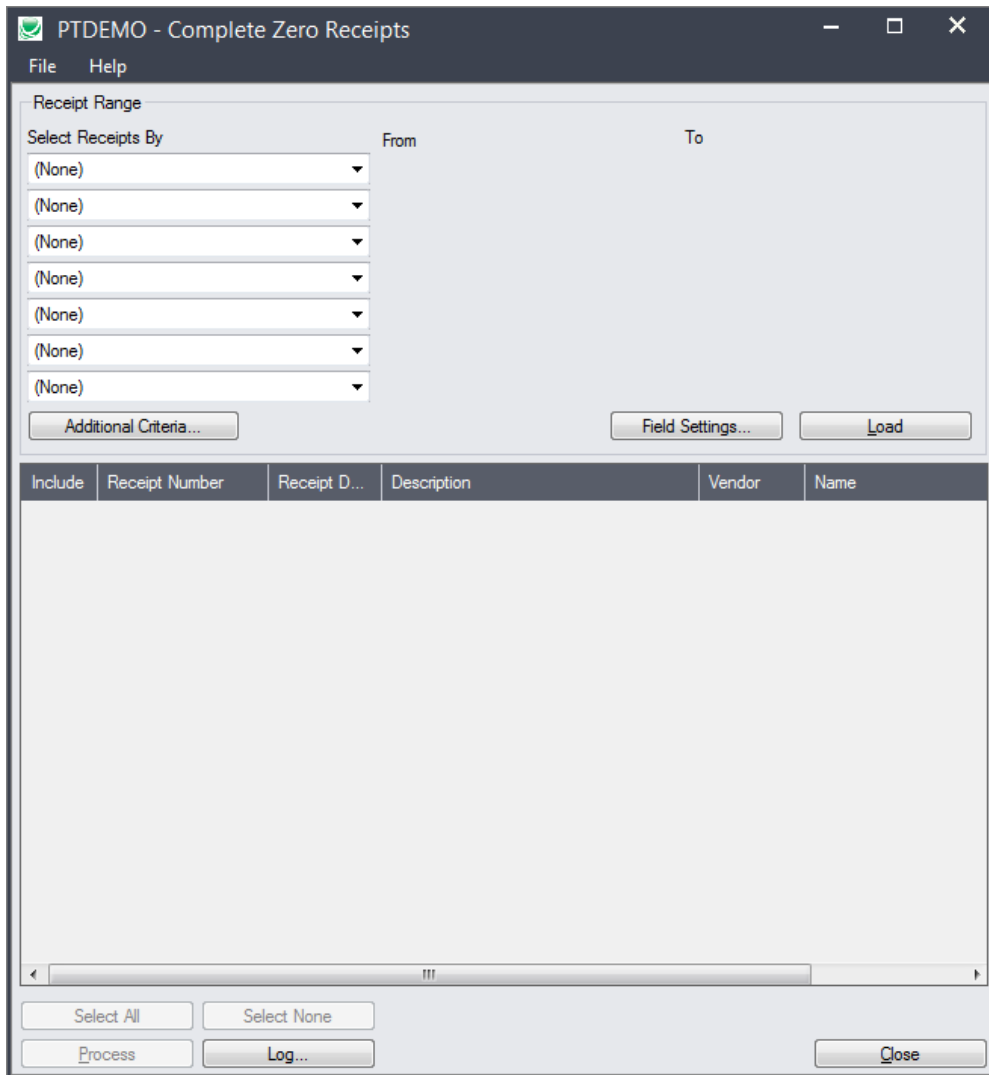 PTDEMO - Complete Zero Receipts
File Help
Receipt Range
Select Receipts By From To
(None)
(None)
(None)
(None)
(None)
(None)
(None)
Additional Criteria... Field Settings... Load
Include Receipt Number Receipt D... Description Vendor Name
Select All Select None
Process Log... Close